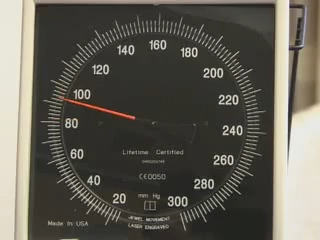 160
140 180
120 200
100 220
80 240
60 260
40 280
20 300
Lifetime Certified
CE0050
mm Hg
Made in USA
JEWEL MOVEMENT
LASER ENGRAVED